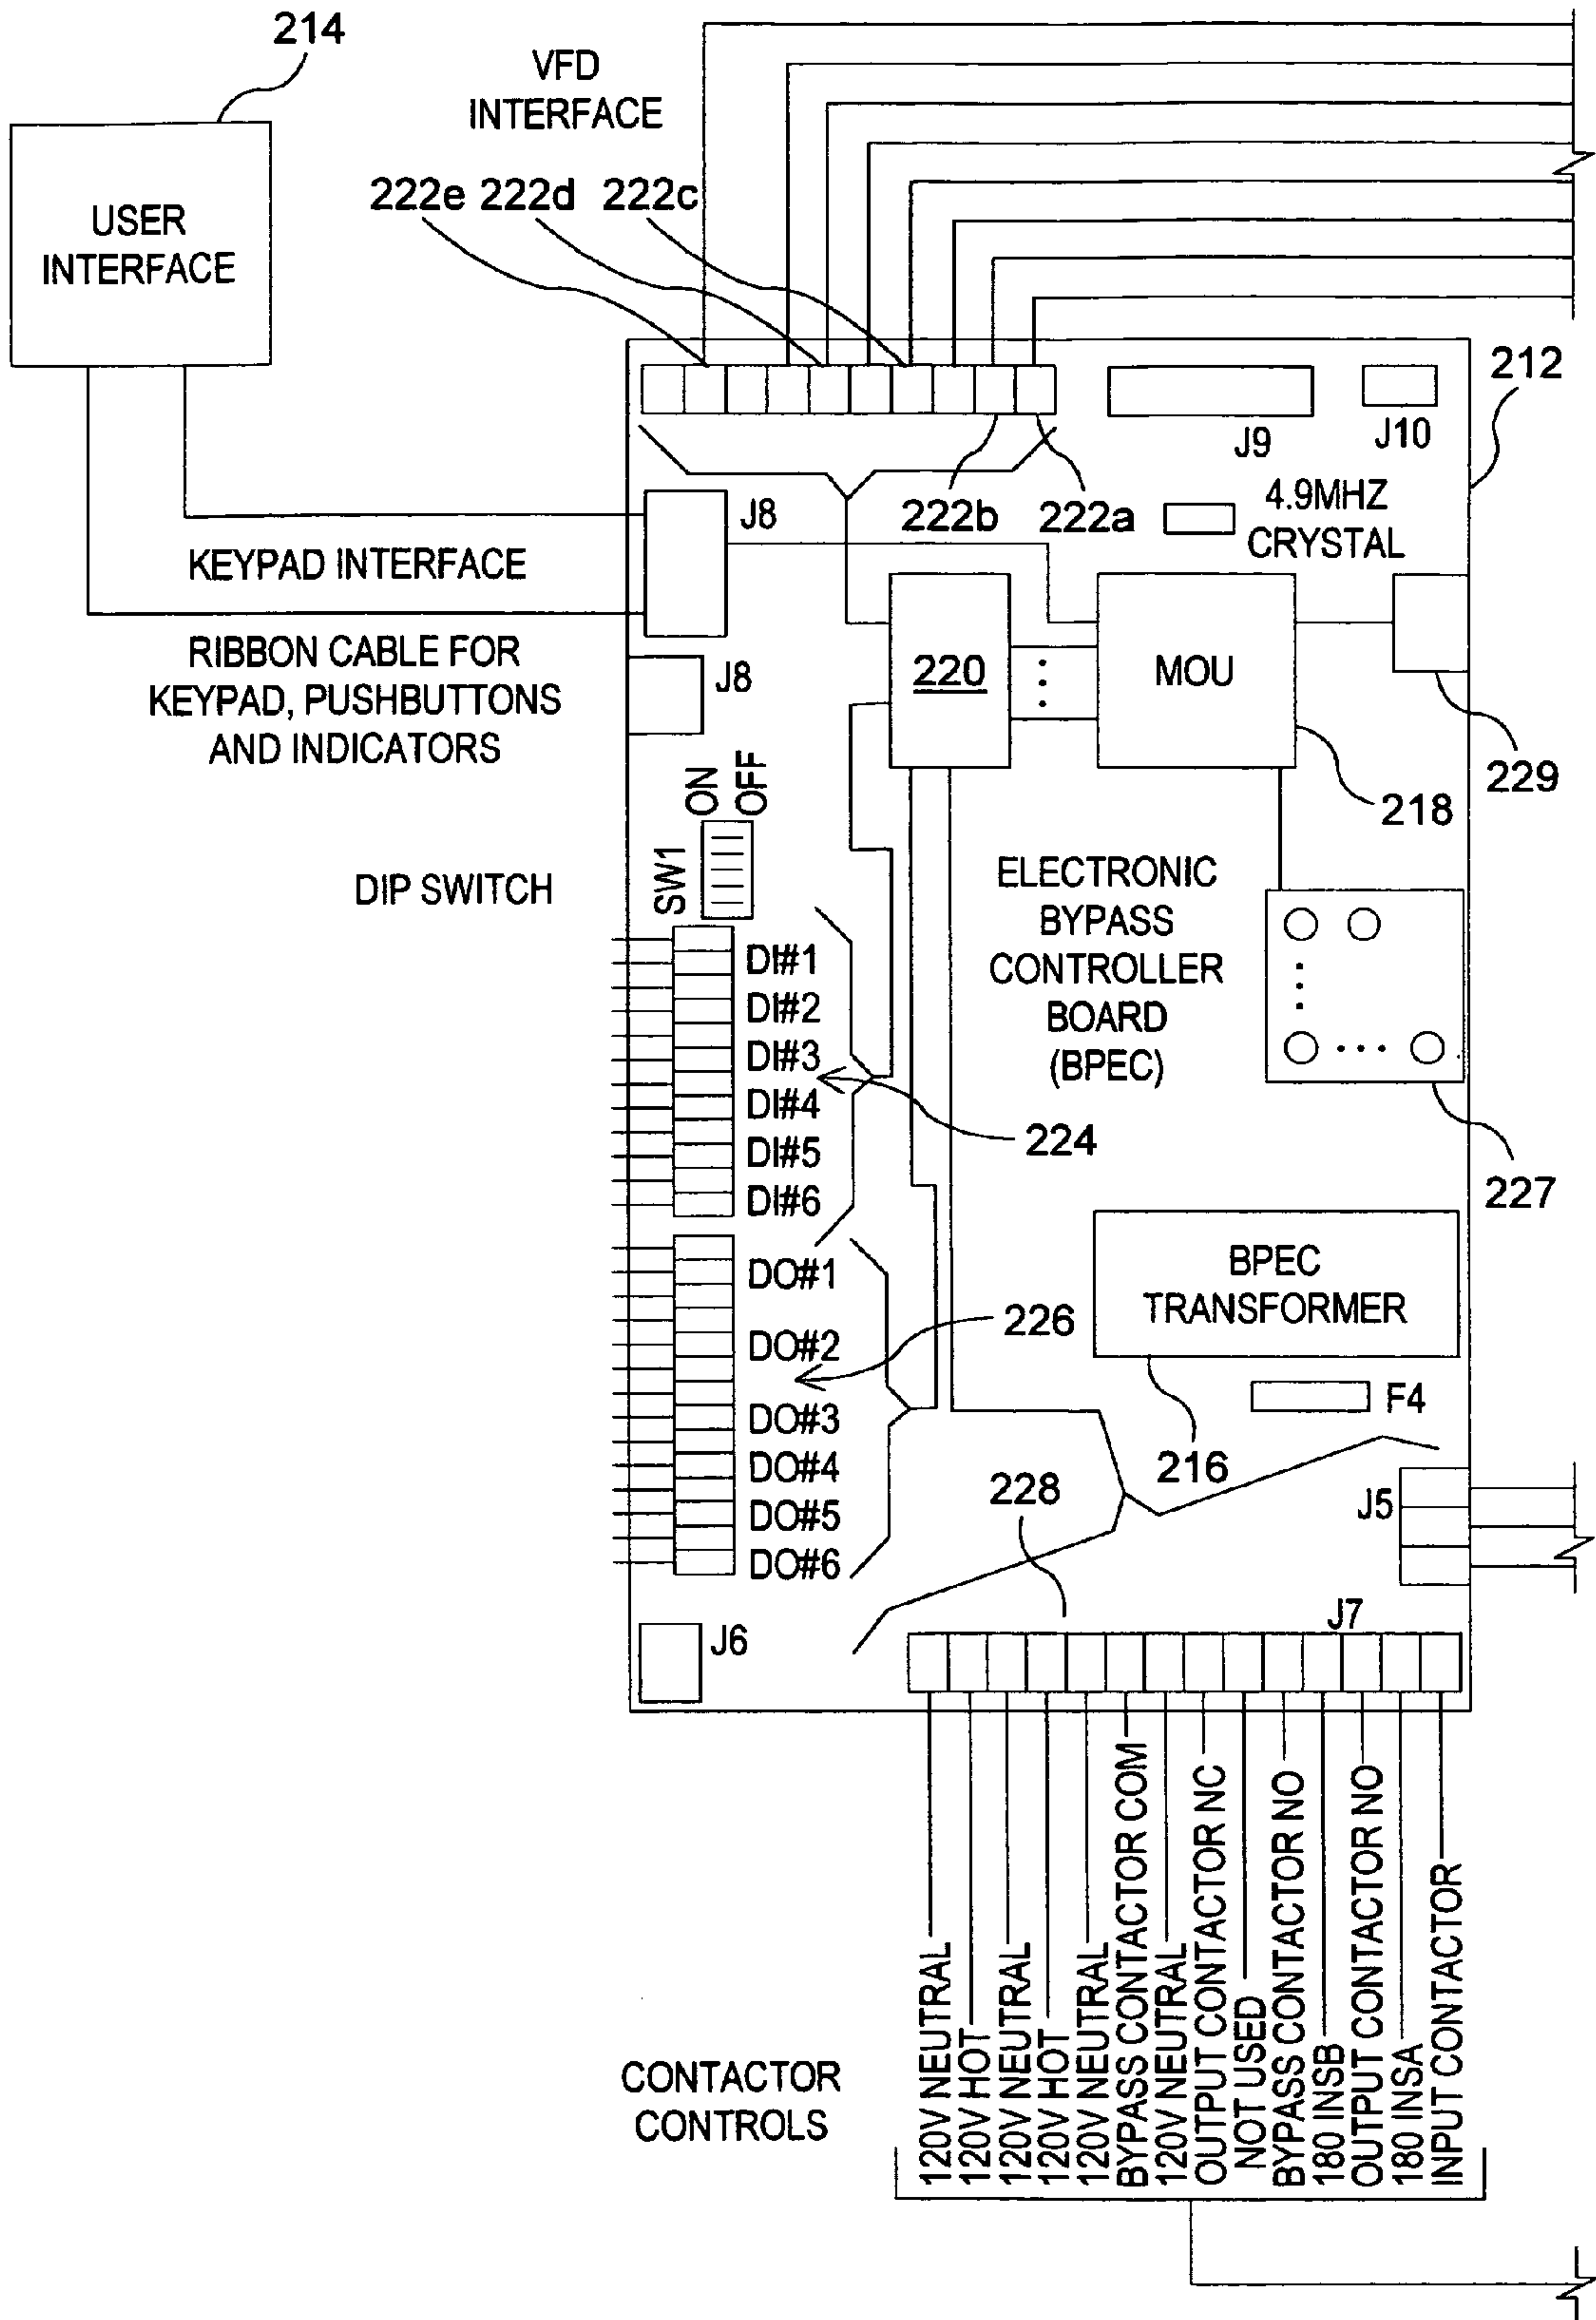 214
VFD
INTERFACE
USER
INTERFACE
222e 222d 222c
212
J9
J10
222b 222a
4.9MHZ
CRYSTAL
J8
KEYPAD INTERFACE
RIBBON CABLE FOR
KEYPAD, PUSHBUTTONS
AND INDICATORS
J8
220
MOU
229
218
ON
OFF
SW1
DIP SWITCH
ELECTRONIC
BYPASS
CONTROLLER
BOARD
(BPEC)
DI#1
DI#2
DI#3
DI#4
DI#5
DI#6
224
227
DO#1
DO#2
DO#3
DO#4
DO#5
DO#6
226
BPEC
TRANSFORMER
F4
216
228
J5
J7
J6
CONTACTOR
CONTROLS
120V NEUTRAL
120V HOT
120V NEUTRAL
120V HOT
120V NEUTRAL
BYPASS CONTACTOR COM
120V NEUTRAL
OUTPUT CONTACTOR NC
NOT USED
BYPASS CONTACTOR NO
180 INSB
OUTPUT CONTACTOR NO
180 INSA
INPUT CONTACTOR